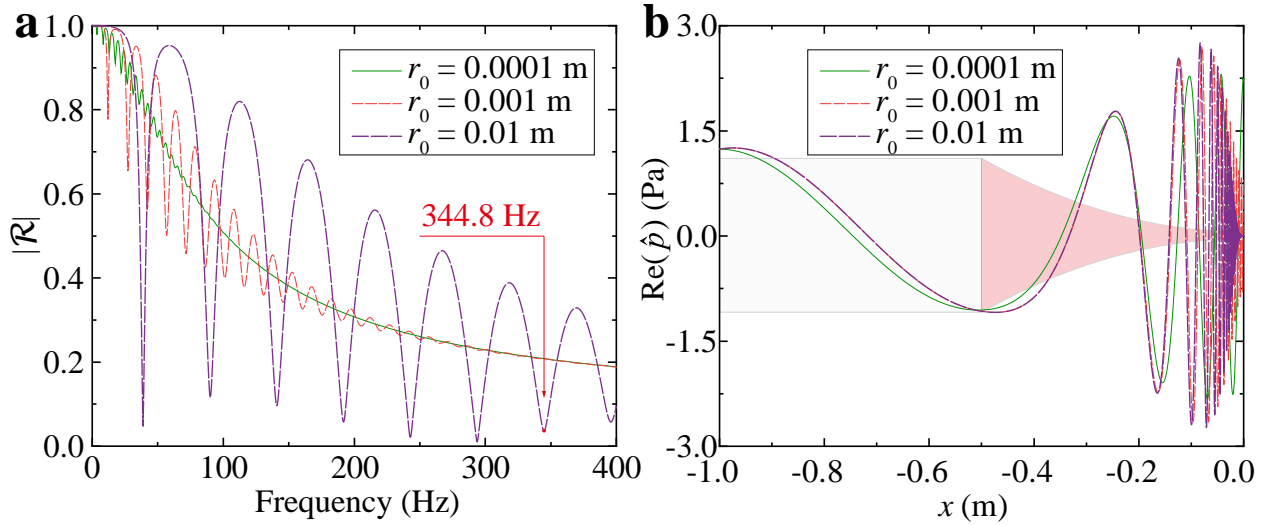 a
1.0
0.8
0.6
0.4
0.2
0.0
|R|
r₀ = 0.0001 m
r₀ = 0.001 m
r₀ = 0.01 m
344.8 Hz
0 100 200 300 400
Frequency (Hz)
b
3.0
1.5
0.0
-1.5
-3.0
Re(p̂) (Pa)
r₀ = 0.0001 m
r₀ = 0.001 m
r₀ = 0.01 m
-1.0 -0.8 -0.6 -0.4 -0.2 0.0
x (m)